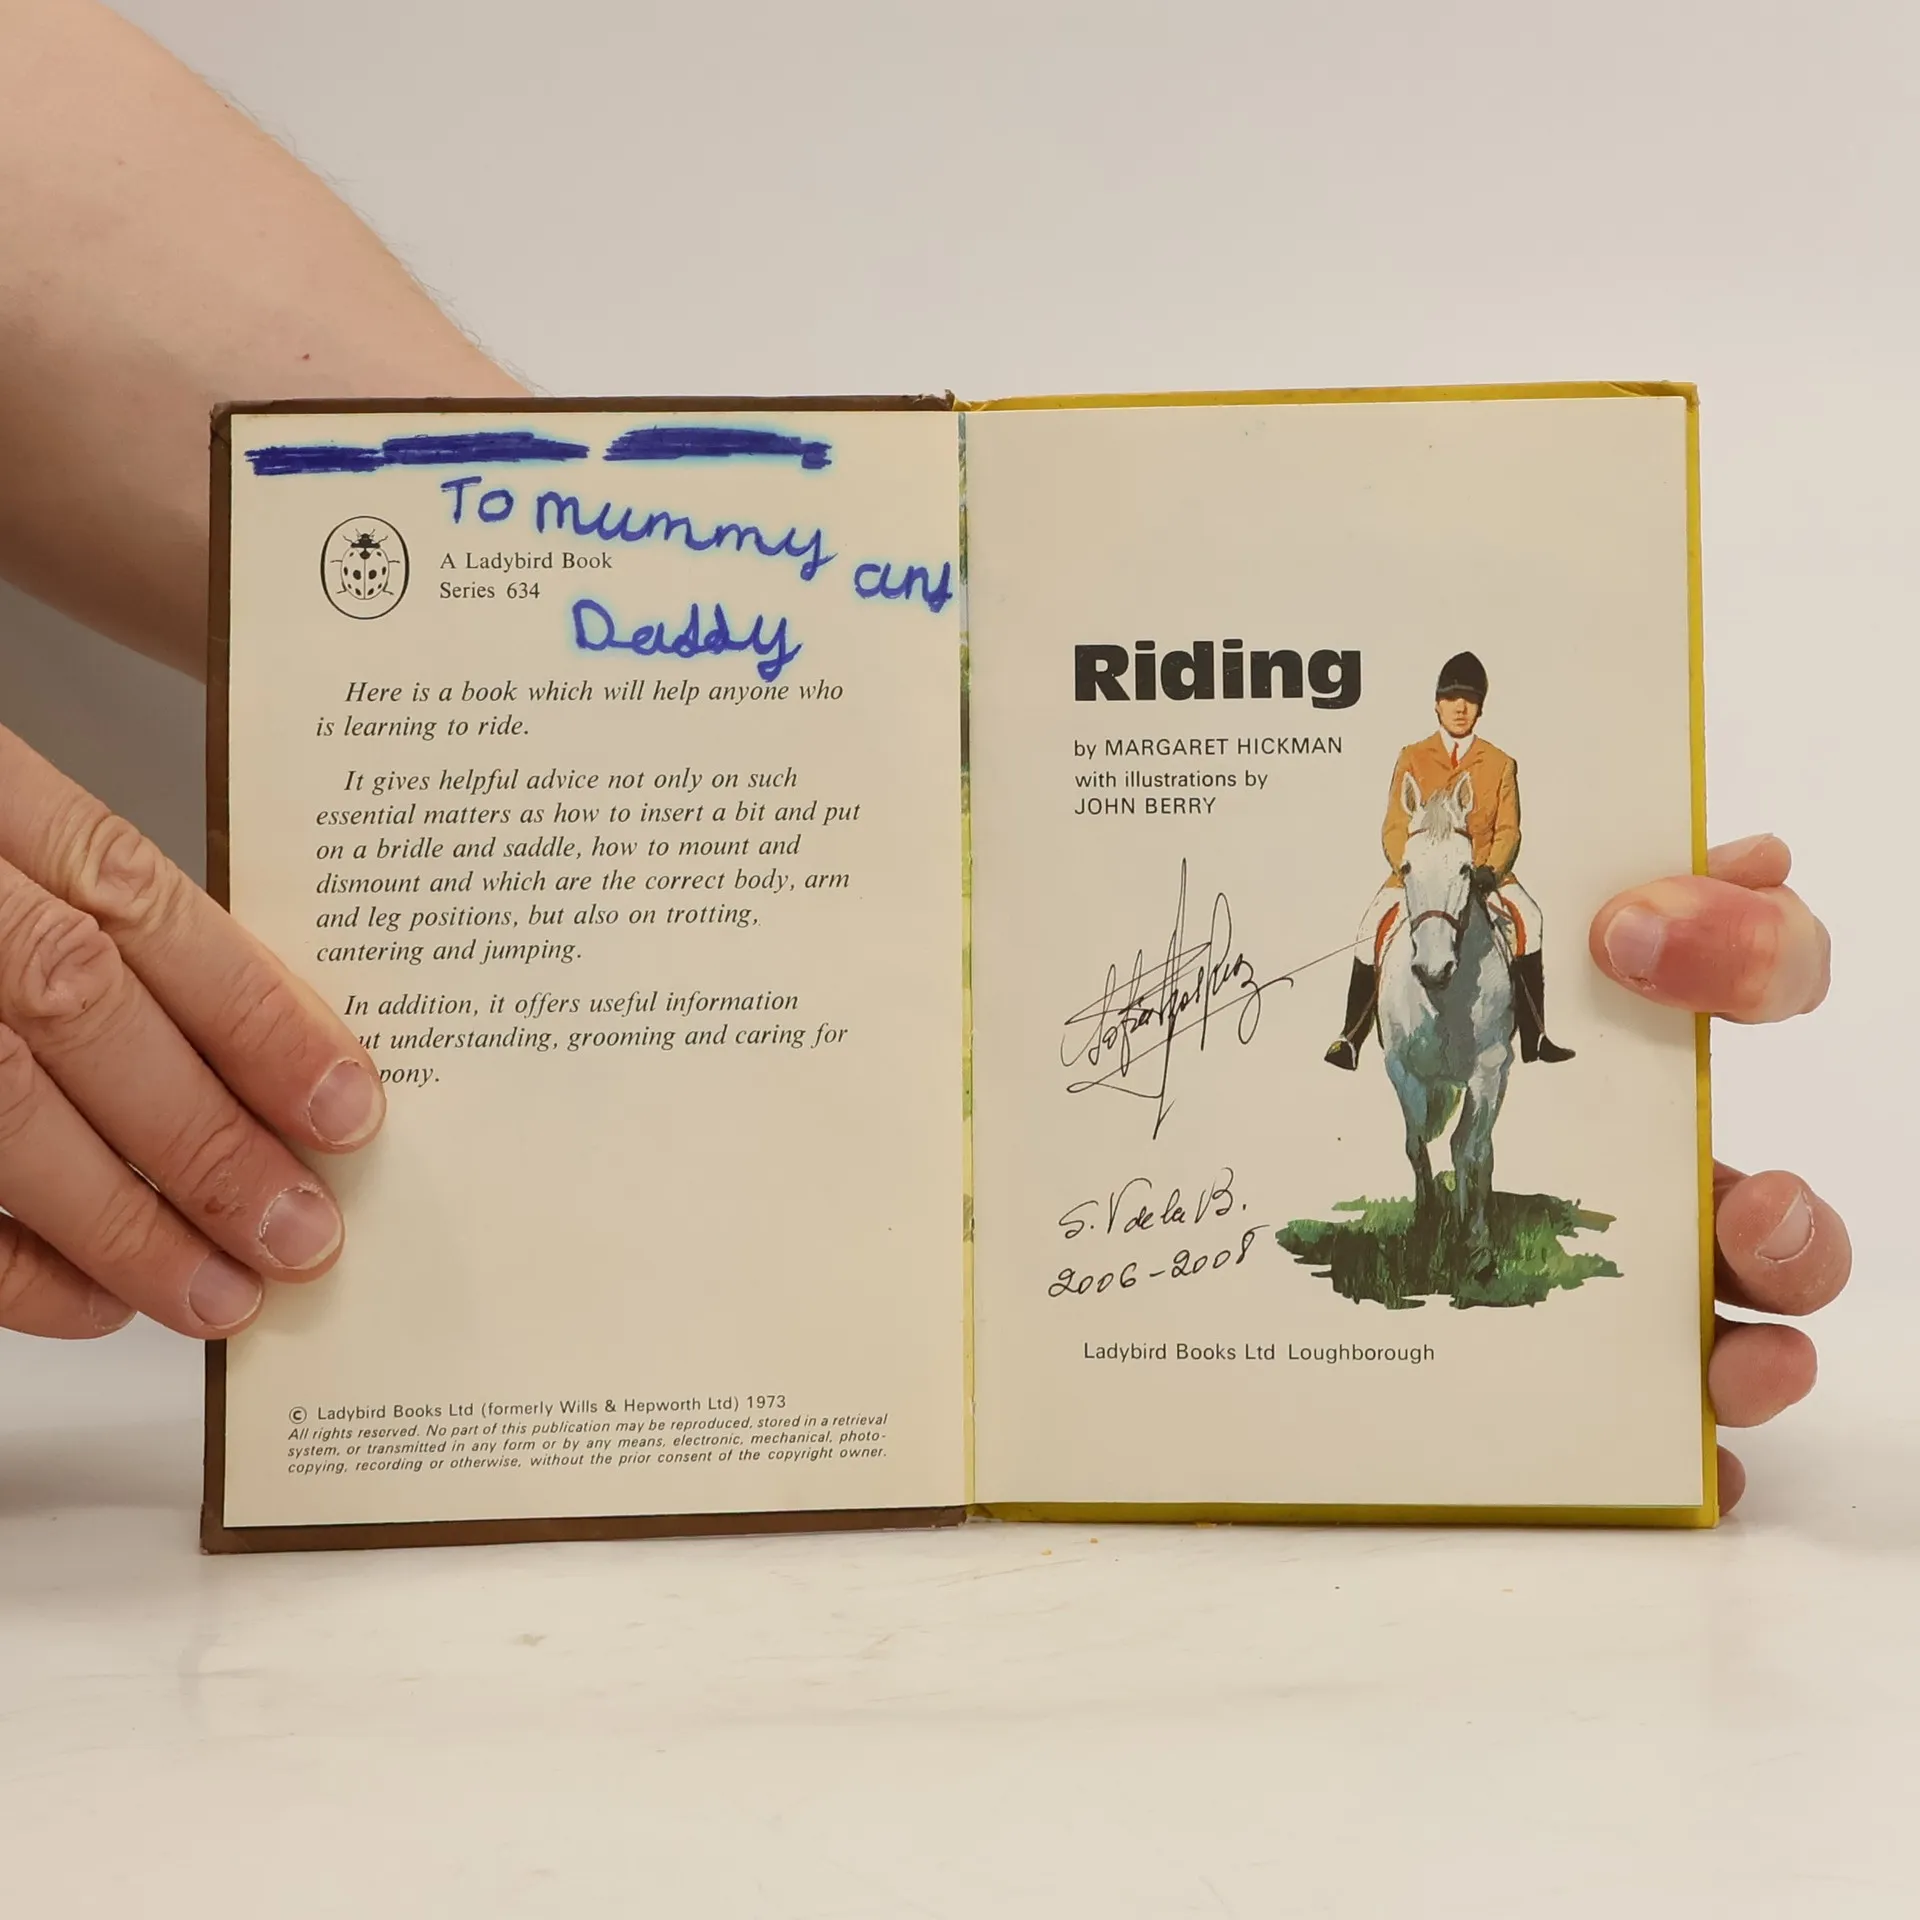 To mummy and
Daddy
A Ladybird Book
Series 634
Here is a book which will help anyone who
is learning to ride.
It gives helpful advice not only on such
essential matters as how to insert a bit and put
on a bridle and saddle, how to mount and
dismount and which are the correct body, arm
and leg positions, but also on trotting,
cantering and jumping.
In addition, it offers useful information
ut understanding, grooming and caring for
pony.
© Ladybird Books Ltd (formerly Wills & Hepworth Ltd) 1973
All rights reserved. No part of this publication may be reproduced, stored in a retrieval
system, or transmitted in any form or by any means, electronic, mechanical, photo-
copying, recording or otherwise, without the prior consent of the copyright owner.
Riding
by MARGARET HICKMAN
with illustrations by
JOHN BERRY
S. V de la B.
2006-2008
Ladybird Books Ltd Loughborough